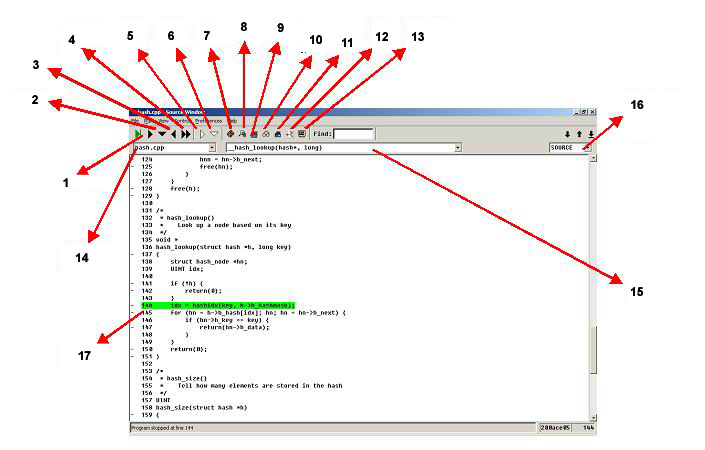 8
9
5
6
7
10
11
12
13
4
3
2
16
hash.cpp - Source Window
File Run View Control Preferences Help
Find:
hash.cpp
__hash_lookup(hash*, long)
SOURCE
1
14
15
17
124 hnn = hn->h_next;
- 125 free(hn);
126 }
127 }
- 128 free(h);
- 129 }
130
131 /*
132 * hash_lookup()
133 * Look up a node based on its key
134 */
135 void *
136 hash_lookup(struct hash *h, long key)
- 137 {
138 struct hash_node *hn;
139 UINT idx;
140
- 141 if (!h) {
- 142 return(0);
143 }
144 idx = hashidx(key, h->h_hashmask);
- 145 for (hn = h->h_hash[idx]; hn; hn = hn->h_next) {
- 146 if (hn->h_key == key) {
- 147 return(hn->h_data);
148 }
149 }
- 150 return(0);
- 151 }
152
153 /*
154 * hash_size()
155 * Tell how many elements are stored in the hash
156 */
157 UINT
158 hash_size(struct hash *h)
- 159 {
Program stopped at line 144
208ace05 144